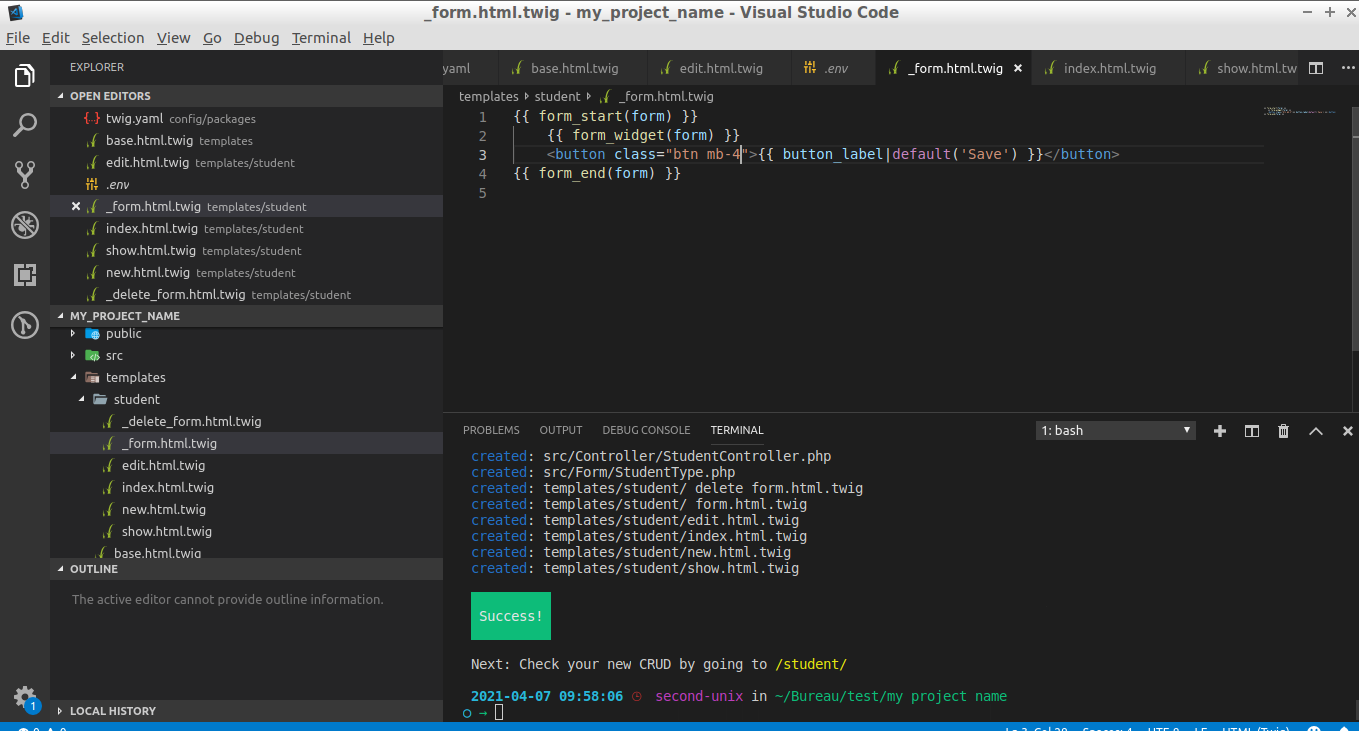 _form.html.twig - my_project_name - Visual Studio Code
File Edit Selection View Go Debug Terminal Help
EXPLORER
OPEN EDITORS
twig.yaml config/packages
base.html.twig templates
edit.html.twig templates/student
.env
_form.html.twig templates/student
index.html.twig templates/student
show.html.twig templates/student
new.html.twig templates/student
_delete_form.html.twig templates/student
MY_PROJECT_NAME
public
src
templates
student
_delete_form.html.twig
_form.html.twig
edit.html.twig
index.html.twig
new.html.twig
show.html.twig
base.html.twig
OUTLINE
The active editor cannot provide outline information.
LOCAL HISTORY
1
yaml base.html.twig edit.html.twig .env _form.html.twig index.html.twig show.html.tw
templates student _form.html.twig
1 {{ form_start(form) }}
2 {{ form_widget(form) }}
3 <button class="btn mb-4">{{ button_label|default('Save') }}</button>
4 {{ form_end(form) }}
5
PROBLEMS OUTPUT DEBUG CONSOLE TERMINAL 1: bash
created: src/Controller/StudentController.php
created: src/Form/StudentType.php
created: templates/student/ delete form.html.twig
created: templates/student/ form.html.twig
created: templates/student/edit.html.twig
created: templates/student/index.html.twig
created: templates/student/new.html.twig
created: templates/student/show.html.twig
Success!
Next: Check your new CRUD by going to /student/
2021-04-07 09:58:06 second-unix in ~/Bureau/test/my project name
→